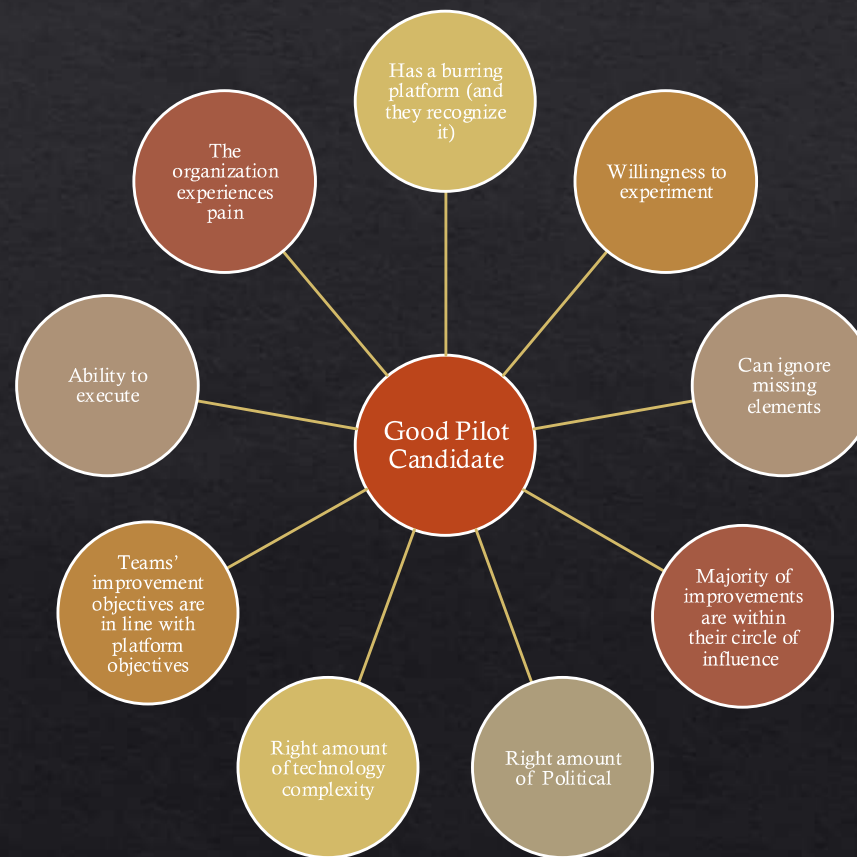 Has a burring
platform (and
they recognize
it)
Willingness to
experiment
Can ignore
missing
elements
Majority of
improvements
are within
their circle of
influence
Right amount
of Political
Right amount
of technology
complexity
Teams’
improvement
objectives are
in line with
platform
objectives
Ability to
execute
The
organization
experiences
pain
Good Pilot
Candidate